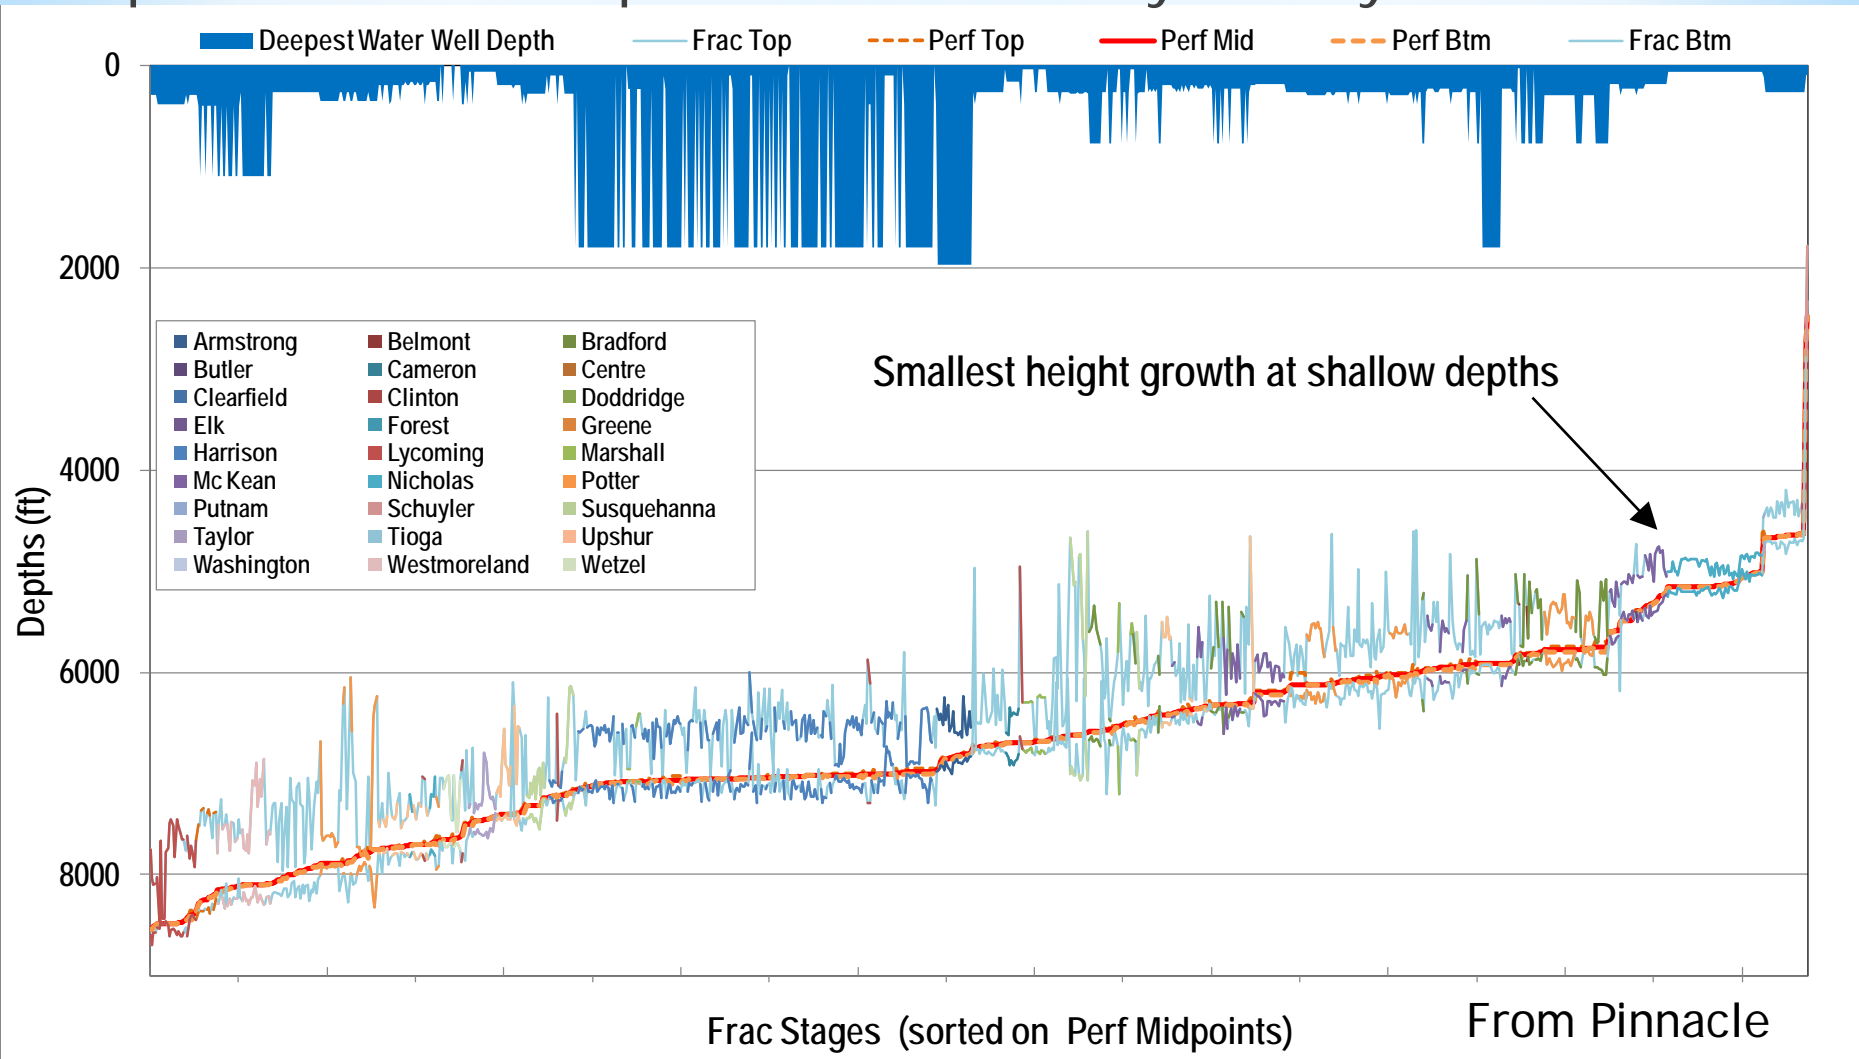 Deepest Water Well Depth Frac Top Perf Top Perf Mid Perf Btm Frac Btm
0
2000
4000
6000
8000
Depths (ft)
Armstrong Belmont Bradford
Butler Cameron Centre
Clearfield Clinton Doddridge
Elk Forest Greene
Harrison Lycoming Marshall
Mc Kean Nicholas Potter
Putnam Schuyler Susquehanna
Taylor Tioga Upshur
Washington Westmoreland Wetzel
Smallest height growth at shallow depths
Frac Stages (sorted on Perf Midpoints)
From Pinnacle